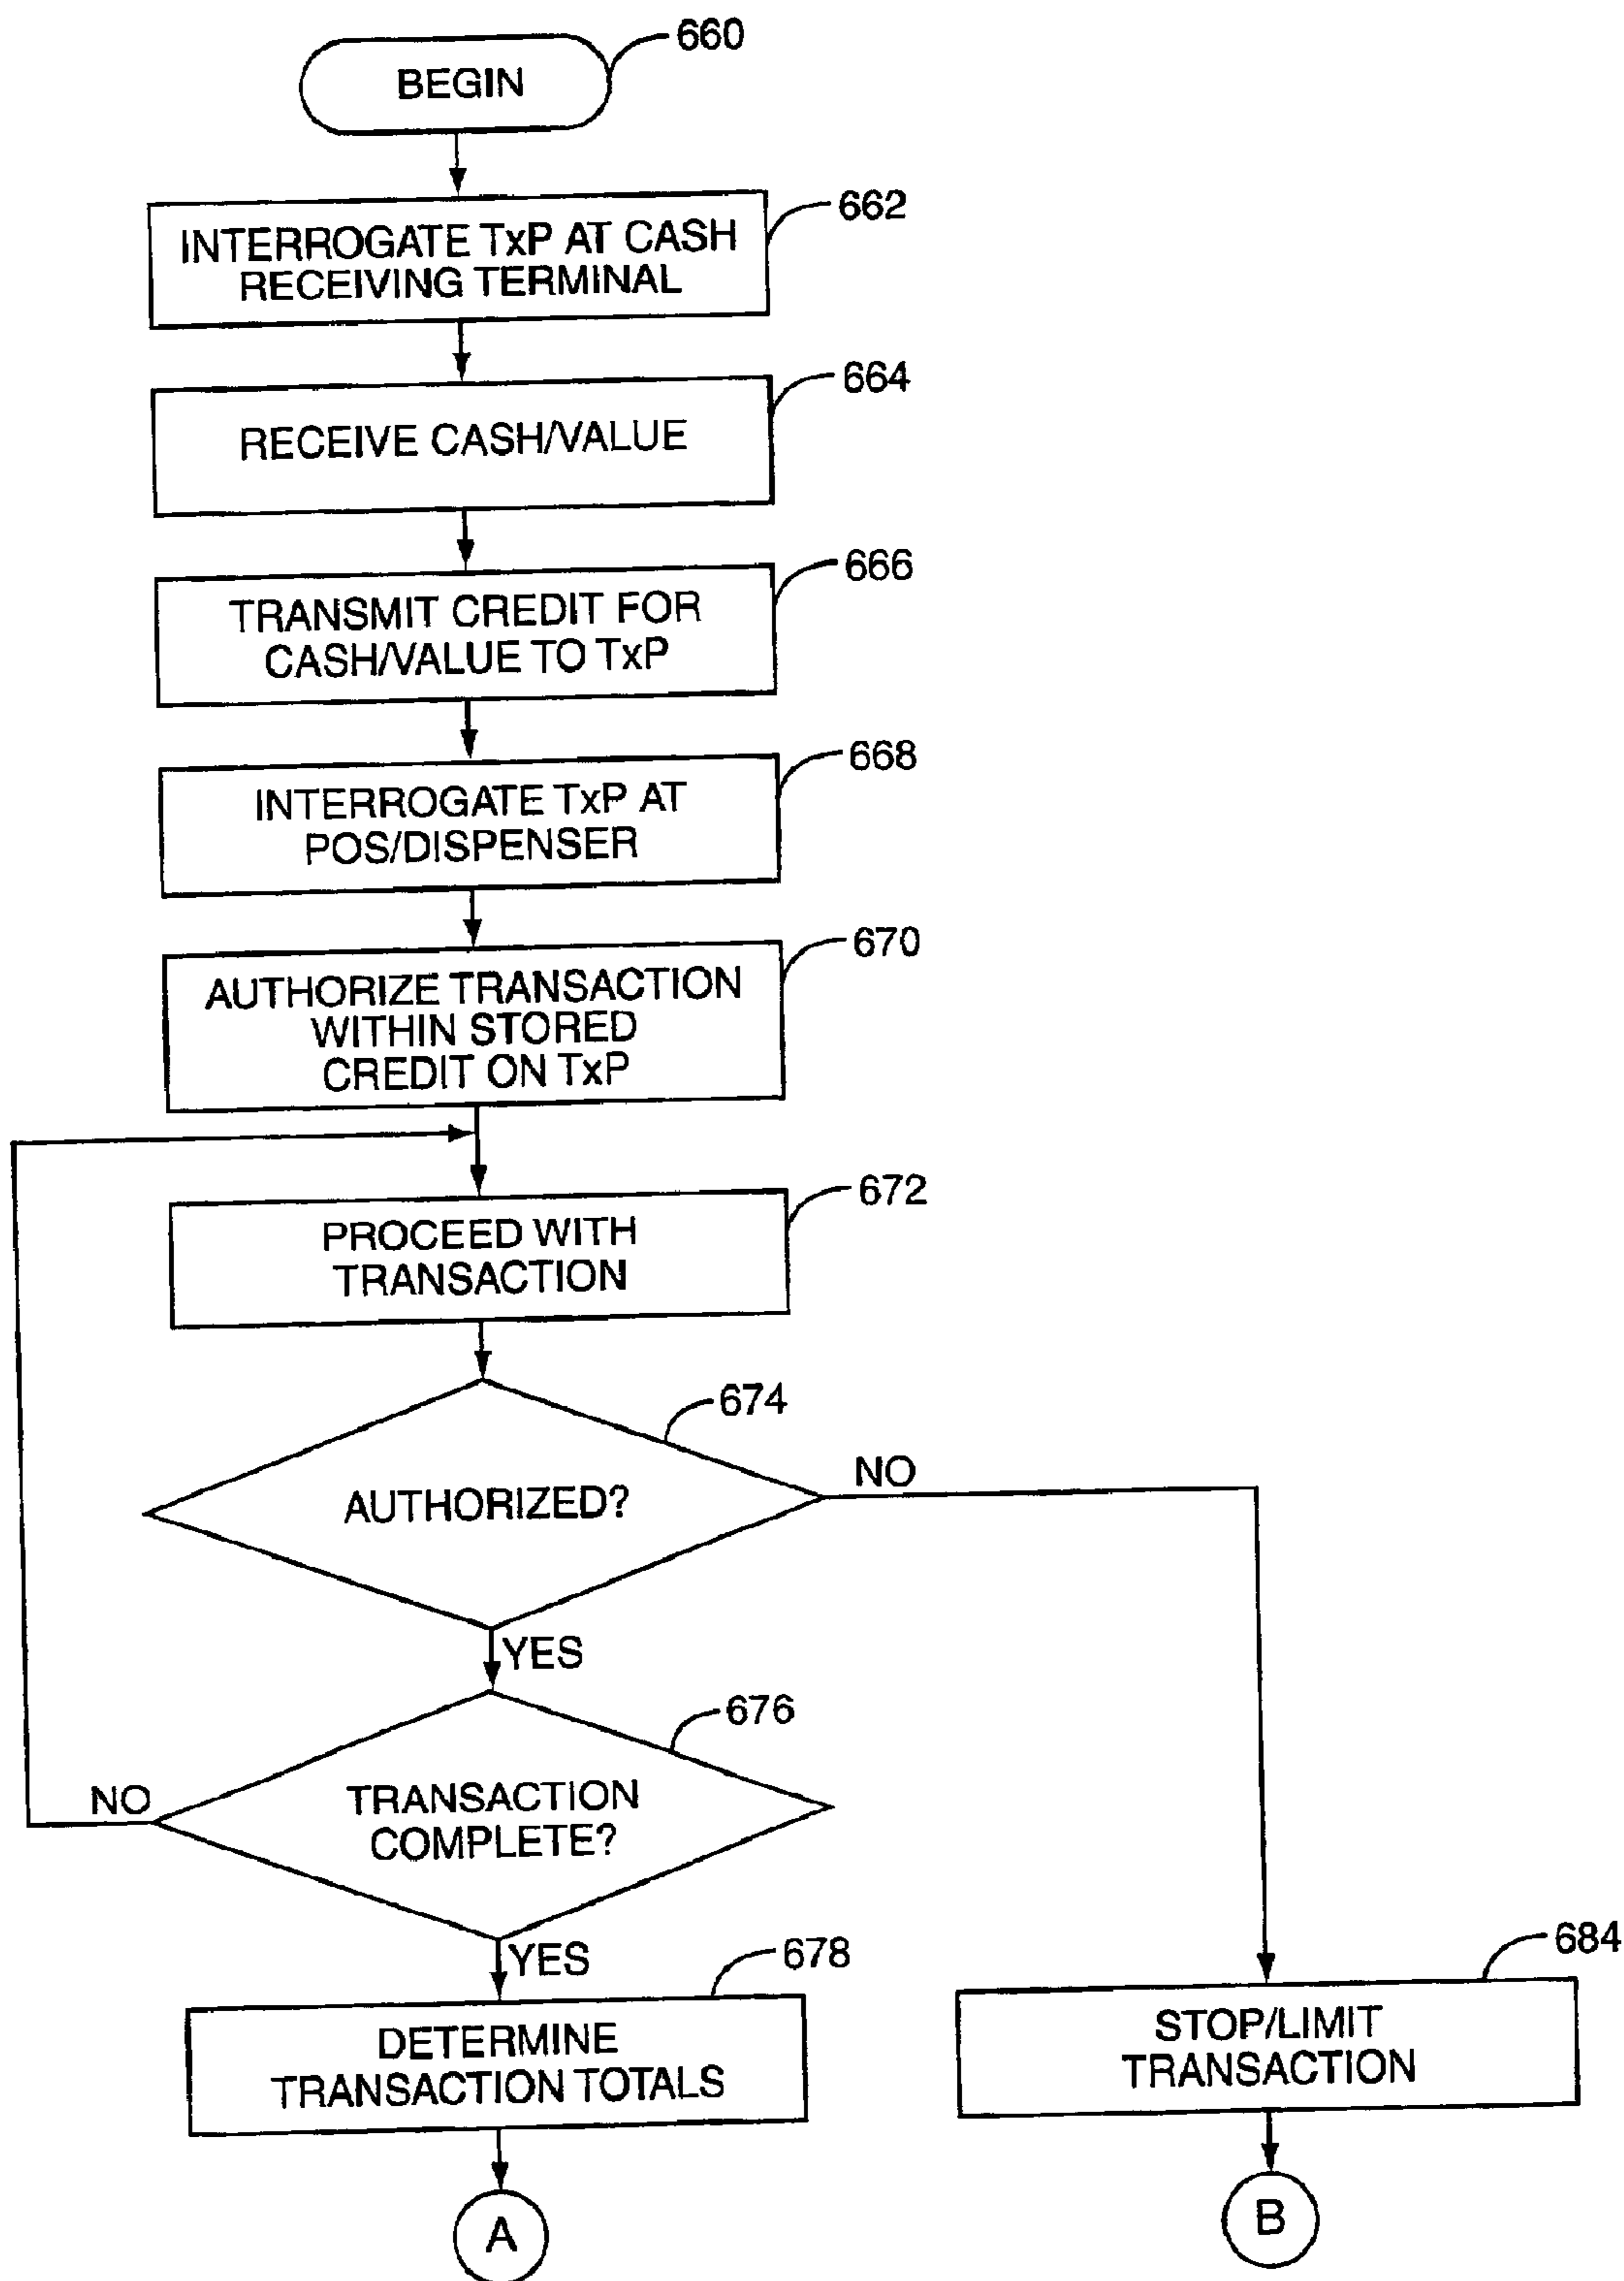 660
BEGIN
662
INTERROGATE TxP AT CASH
RECEIVING TERMINAL
664
RECEIVE CASH/VALUE
666
TRANSMIT CREDIT FOR
CASH/VALUE TO TxP
668
INTERROGATE TxP AT
POS/DISPENSER
670
AUTHORIZE TRANSACTION
WITHIN STORED
CREDIT ON TxP
672
PROCEED WITH
TRANSACTION
674
AUTHORIZED?
NO
YES
676
TRANSACTION
COMPLETE?
NO
YES
678
DETERMINE
TRANSACTION TOTALS
684
STOP/LIMIT
TRANSACTION
A
B